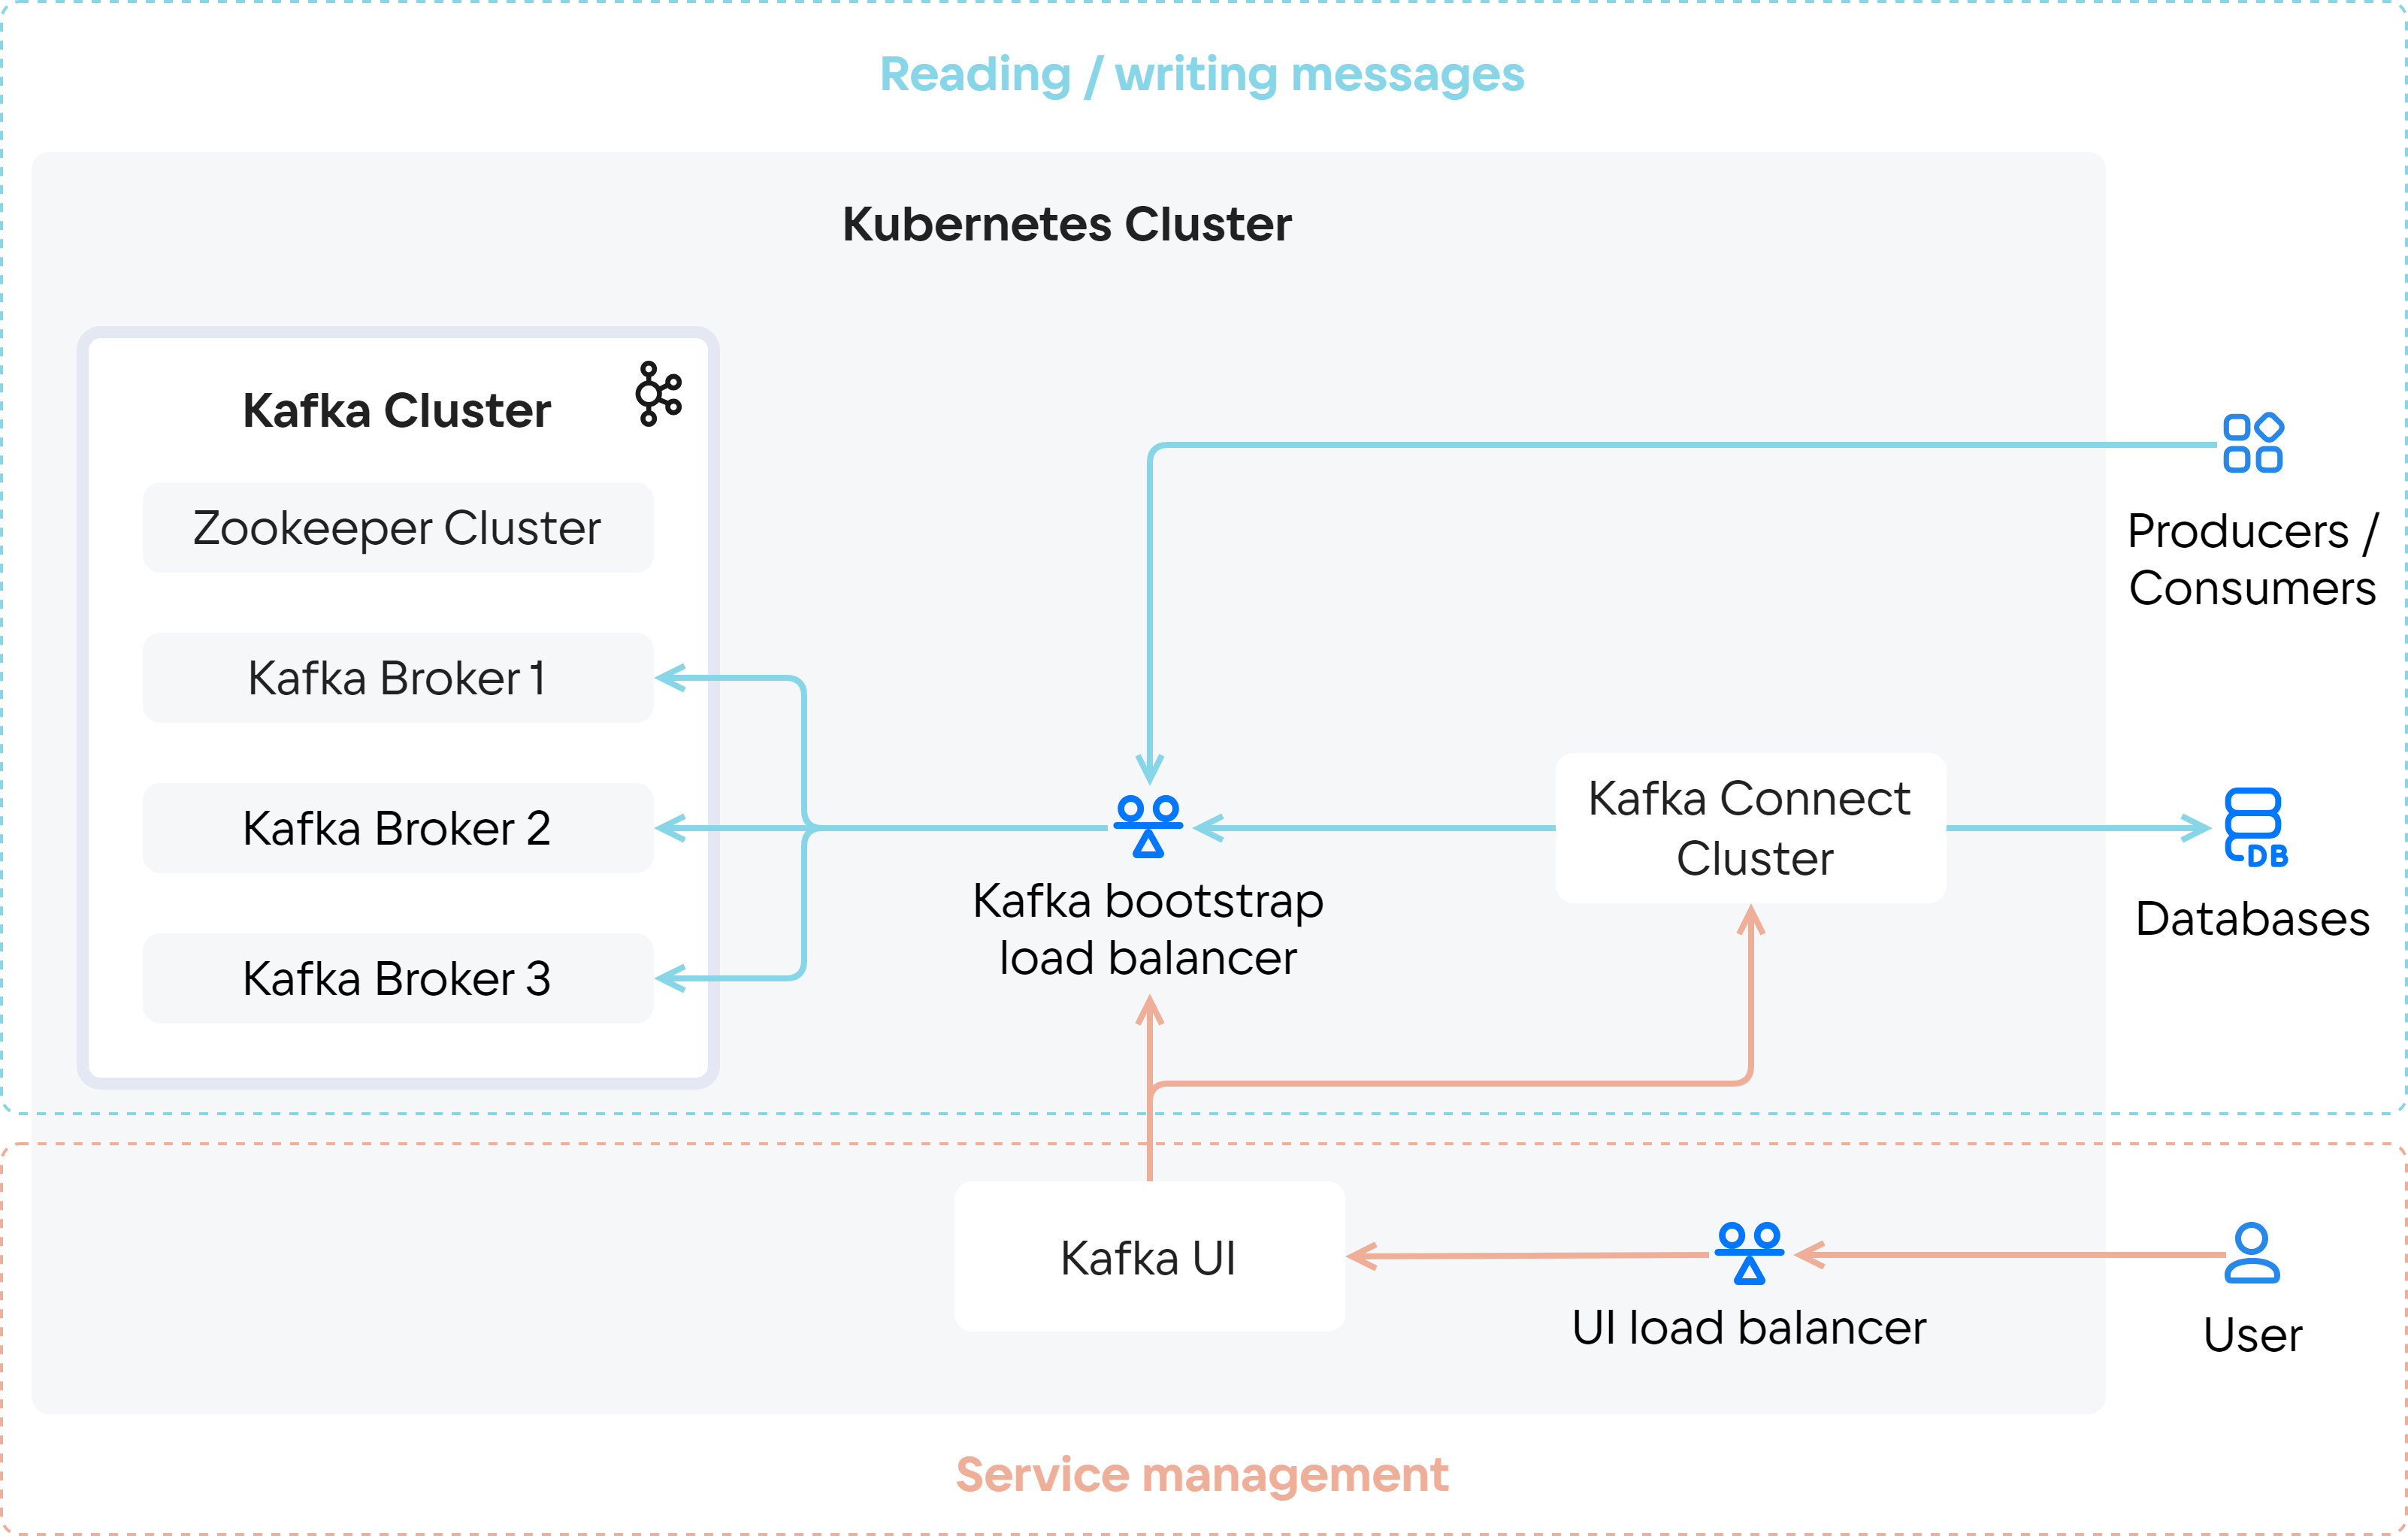 Reading / writing messages
Kubernetes Cluster
Kafka Cluster
Zookeeper Cluster
Kafka Broker 1
Kafka Broker 2
Kafka Broker 3
Kafka bootstrap
load balancer
Kafka Connect
Cluster
Producers /
Consumers
DB
Databases
Kafka UI
UI load balancer
User
Service management